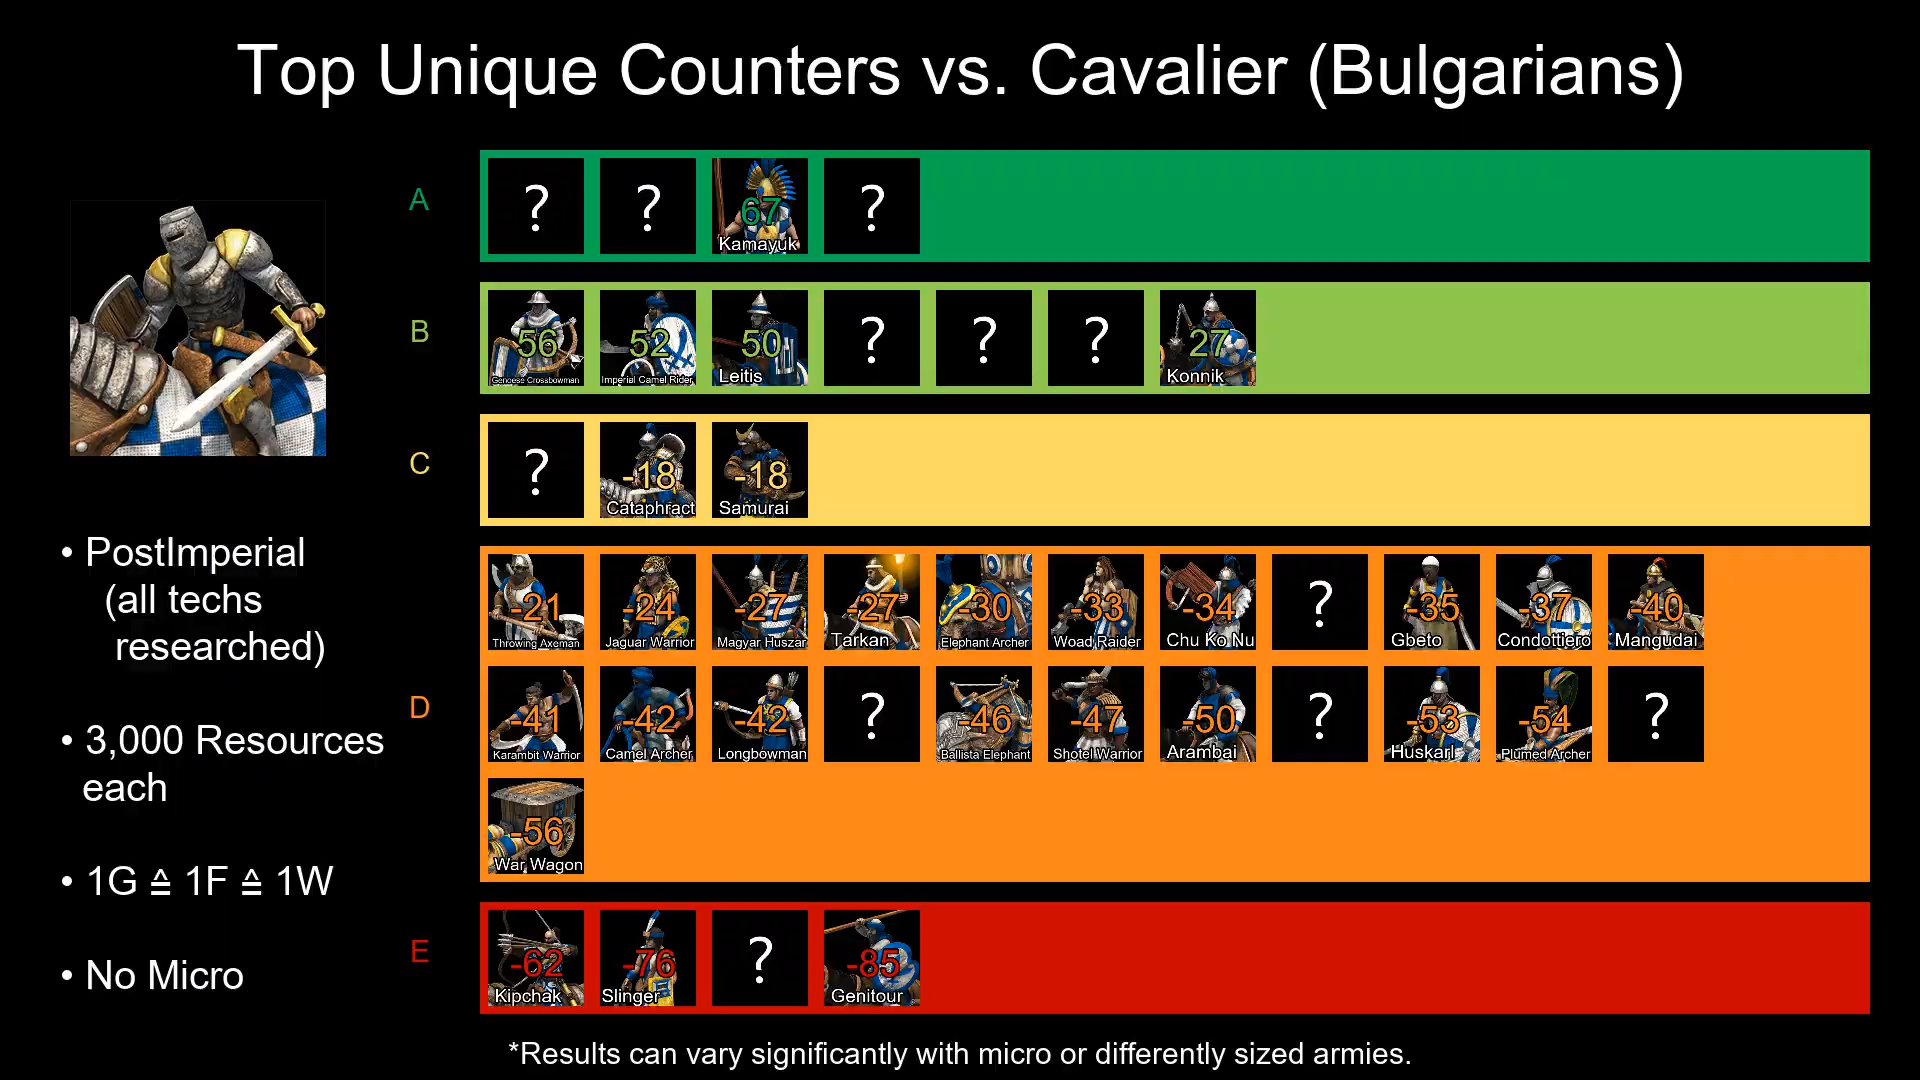 Top Unique Counters vs. Cavalier (Bulgarians)
A
?
?
67
Kamayuk
?
B
56
Genoese Crossbowman
52
Imperial Camel Rider
50
Leitis
?
?
?
27
Konnik
C
?
-18
Cataphract
-18
Samurai
• PostImperial
(all techs
researched)
• 3,000 Resources
each
• 1G ≙ 1F ≙ 1W
• No Micro
D
-21
Throwing Axeman
-24
Jaguar Warrior
-27
Magyar Huszar
-27
Tarkan
-30
Elephant Archer
-33
Woad Raider
-34
Chu Ko Nu
?
-35
Gbeto
-37
Condottiero
-40
Mangudai
-41
Karambit Warrior
-42
Camel Archer
-42
Longbowman
?
-46
Ballista Elephant
-47
Shotel Warrior
-50
Arambai
?
-53
Huskarl
-54
Plumed Archer
?
-56
War Wagon
E
-62
Kipchak
-76
Slinger
?
-85
Genitour
*Results can vary significantly with micro or differently sized armies.